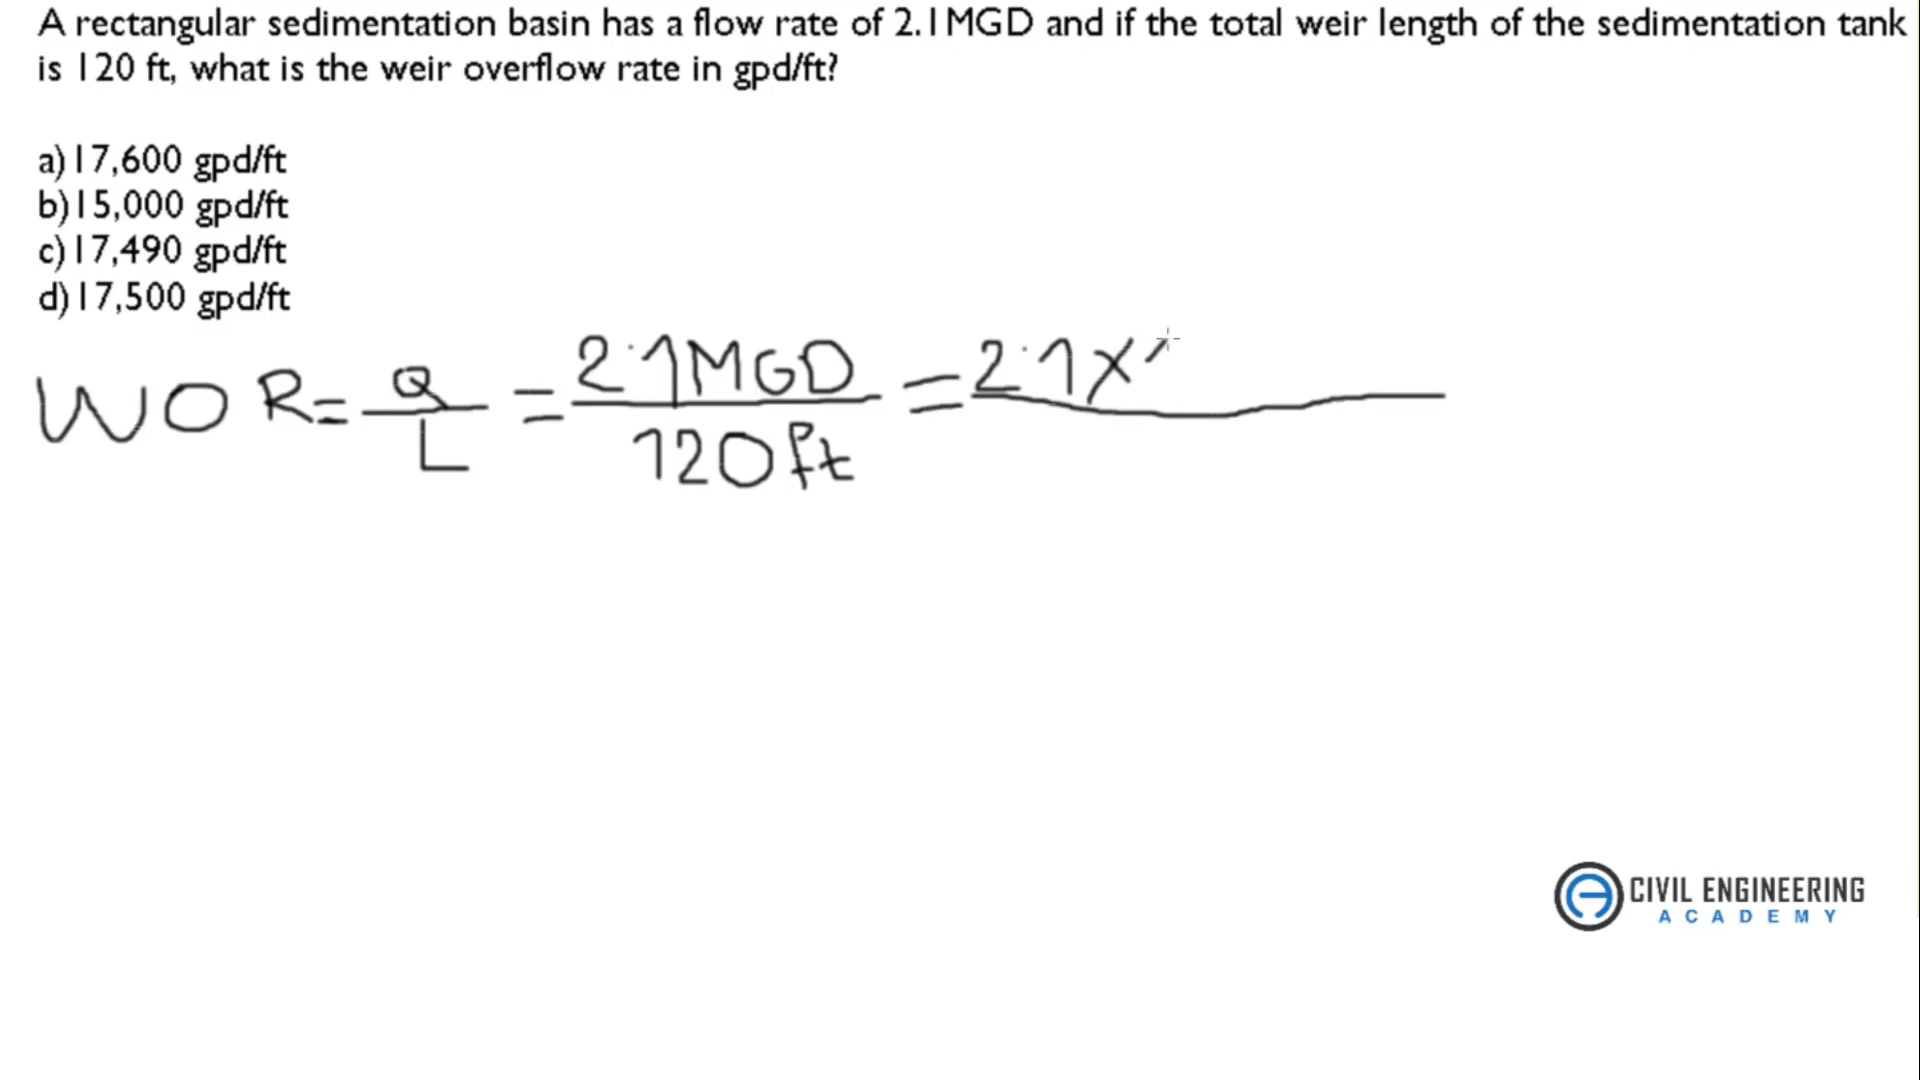 A rectangular sedimentation basin has a flow rate of 2.1MGD and if the total weir length of the sedimentation tank
is 120 ft, what is the weir overflow rate in gpd/ft?
a)17,600 gpd/ft
b)15,000 gpd/ft
c)17,490 gpd/ft
d)17,500 gpd/ft
WOR = Q/L = 2.1MGD/120ft = 2.1X
CIVIL ENGINEERING
ACADEMY